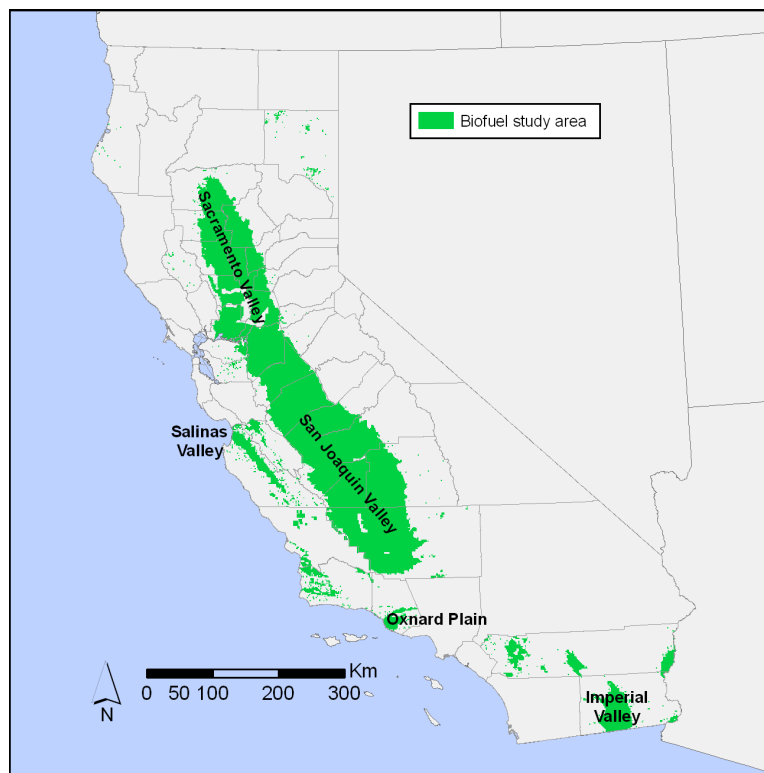 Biofuel study area
Sacramento Valley
San Joaquin Valley
Salinas
Valley
Oxnard Plain
Imperial
Valley
Km
0 50 100 200 300
N